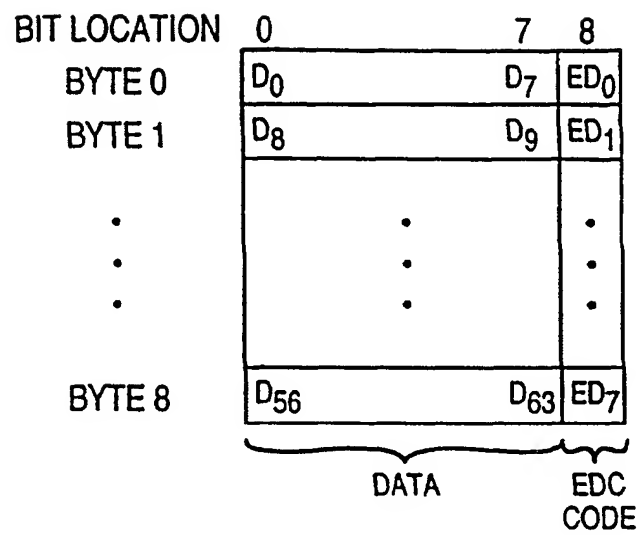 BIT LOCATION 0 7 8
BYTE 0 D0 D7 ED0
BYTE 1 D8 D9 ED1
BYTE 8 D56 D63 ED7
DATA EDC
CODE